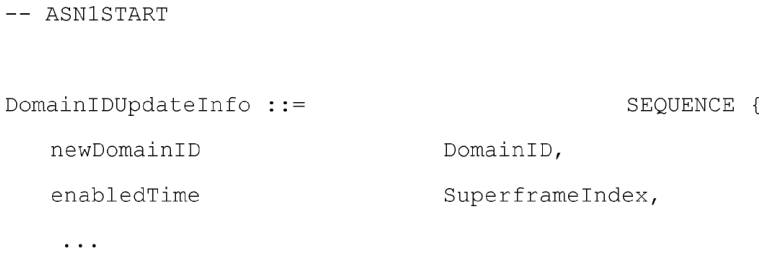 -- ASN1START
DomainIDUpdateInfo ::= SEQUENCE {
newDomainID DomainID,
enabledTime SuperframeIndex,
...